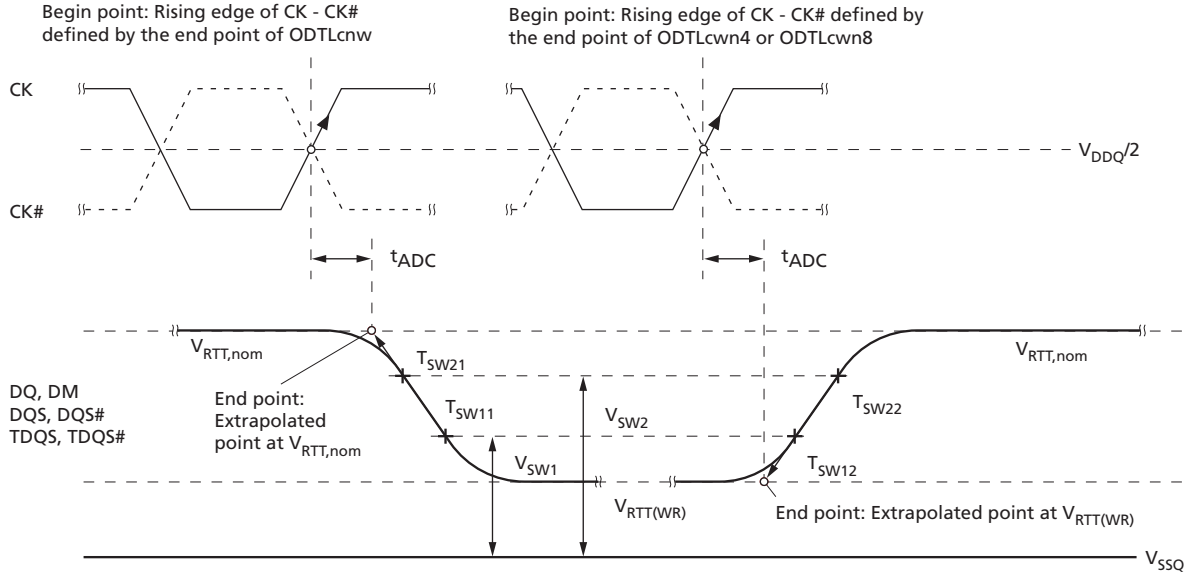 Begin point: Rising edge of CK - CK#
defined by the end point of ODTLcnw
Begin point: Rising edge of CK - CK# defined by
the end point of ODTLcwn4 or ODTLcwn8
CK
VDDQ/2
CK#
tADC
tADC
VRTT,nom
TSW21
VRTT,nom
DQ, DM
DQS, DQS#
TDQS, TDQS#
End point:
Extrapolated
point at VRTT,nom
TSW11
VSW2
TSW22
VSW1
TSW12
VRTT(WR)
End point: Extrapolated point at VRTT(WR)
VSSQ